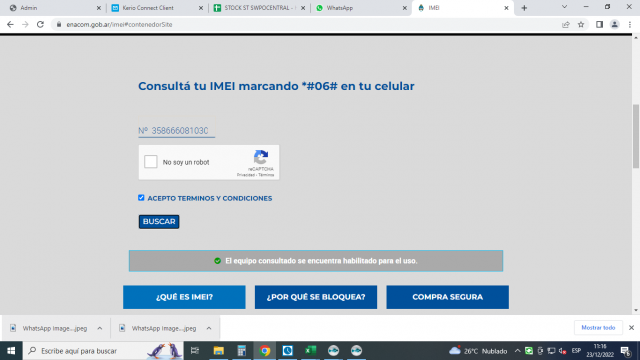 Admin
Kerio Connect Client
STOCK ST SWPOCENTRAL -
WhatsApp
IMEI
enacom.gob.ar/imei#contenedorSite
Consultá tu IMEI marcando *#06# en tu celular
Nº 35866608103C
No soy un robot
reCAPTCHA
Privacidad - Términos
ACEPTO TERMINOS Y CONDICIONES
BUSCAR
El equipo consultado se encuentra habilitado para el uso.
¿QUÉ ES IMEI?
¿POR QUÉ SE BLOQUEA?
COMPRA SEGURA
WhatsApp Image....jpeg
WhatsApp Image....jpeg
Mostrar todo
Escribe aquí para buscar
26°C Nublado
ESP
11:16
23/12/2022